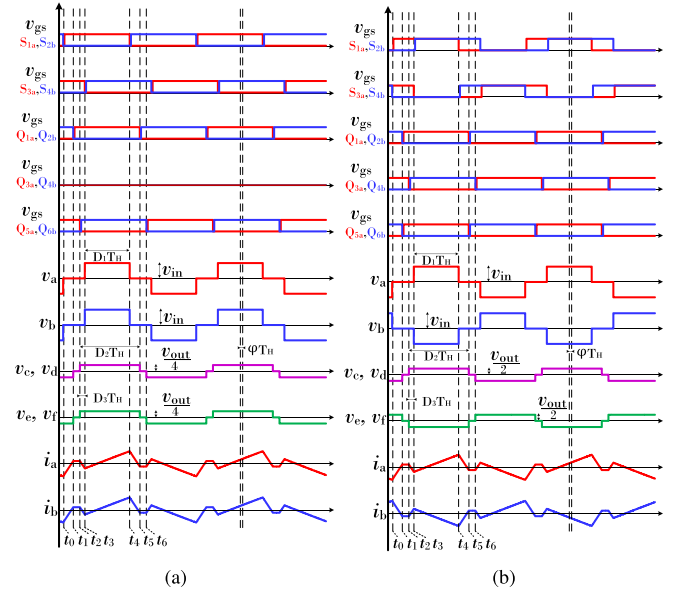 vgs
S1a,S2b
vgs
S3a,S4b
vgs
Q1a,Q2b
vgs
Q3a,Q4b
vgs
Q5a,Q6b
D1TH
va
vin
vb
vin
φTH
D2TH
vc, vd
vout/4
D3TH
ve, vf
vout/4
ia
ib
t0 t1 t2 t3 t4 t5 t6
(a)
vgs
S1a,S2b
vgs
S3a,S4b
vgs
Q1a,Q2b
vgs
Q3a,Q4b
vgs
Q5a,Q6b
D1TH
va
vin
vb
vin
φTH
D2TH
vc, vd
vout/2
D3TH
ve, vf
vout/2
ia
ib
t0 t1 t2 t3 t4 t5 t6
(b)